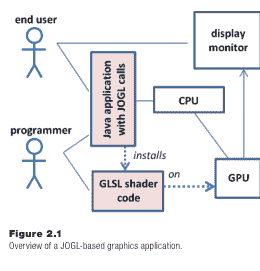 end user
display
monitor
Java application
with JOGL calls
CPU
programmer
installs
on
GLSL shader
code
GPU
Figure 2.1
Overview of a JOGL-based graphics application.